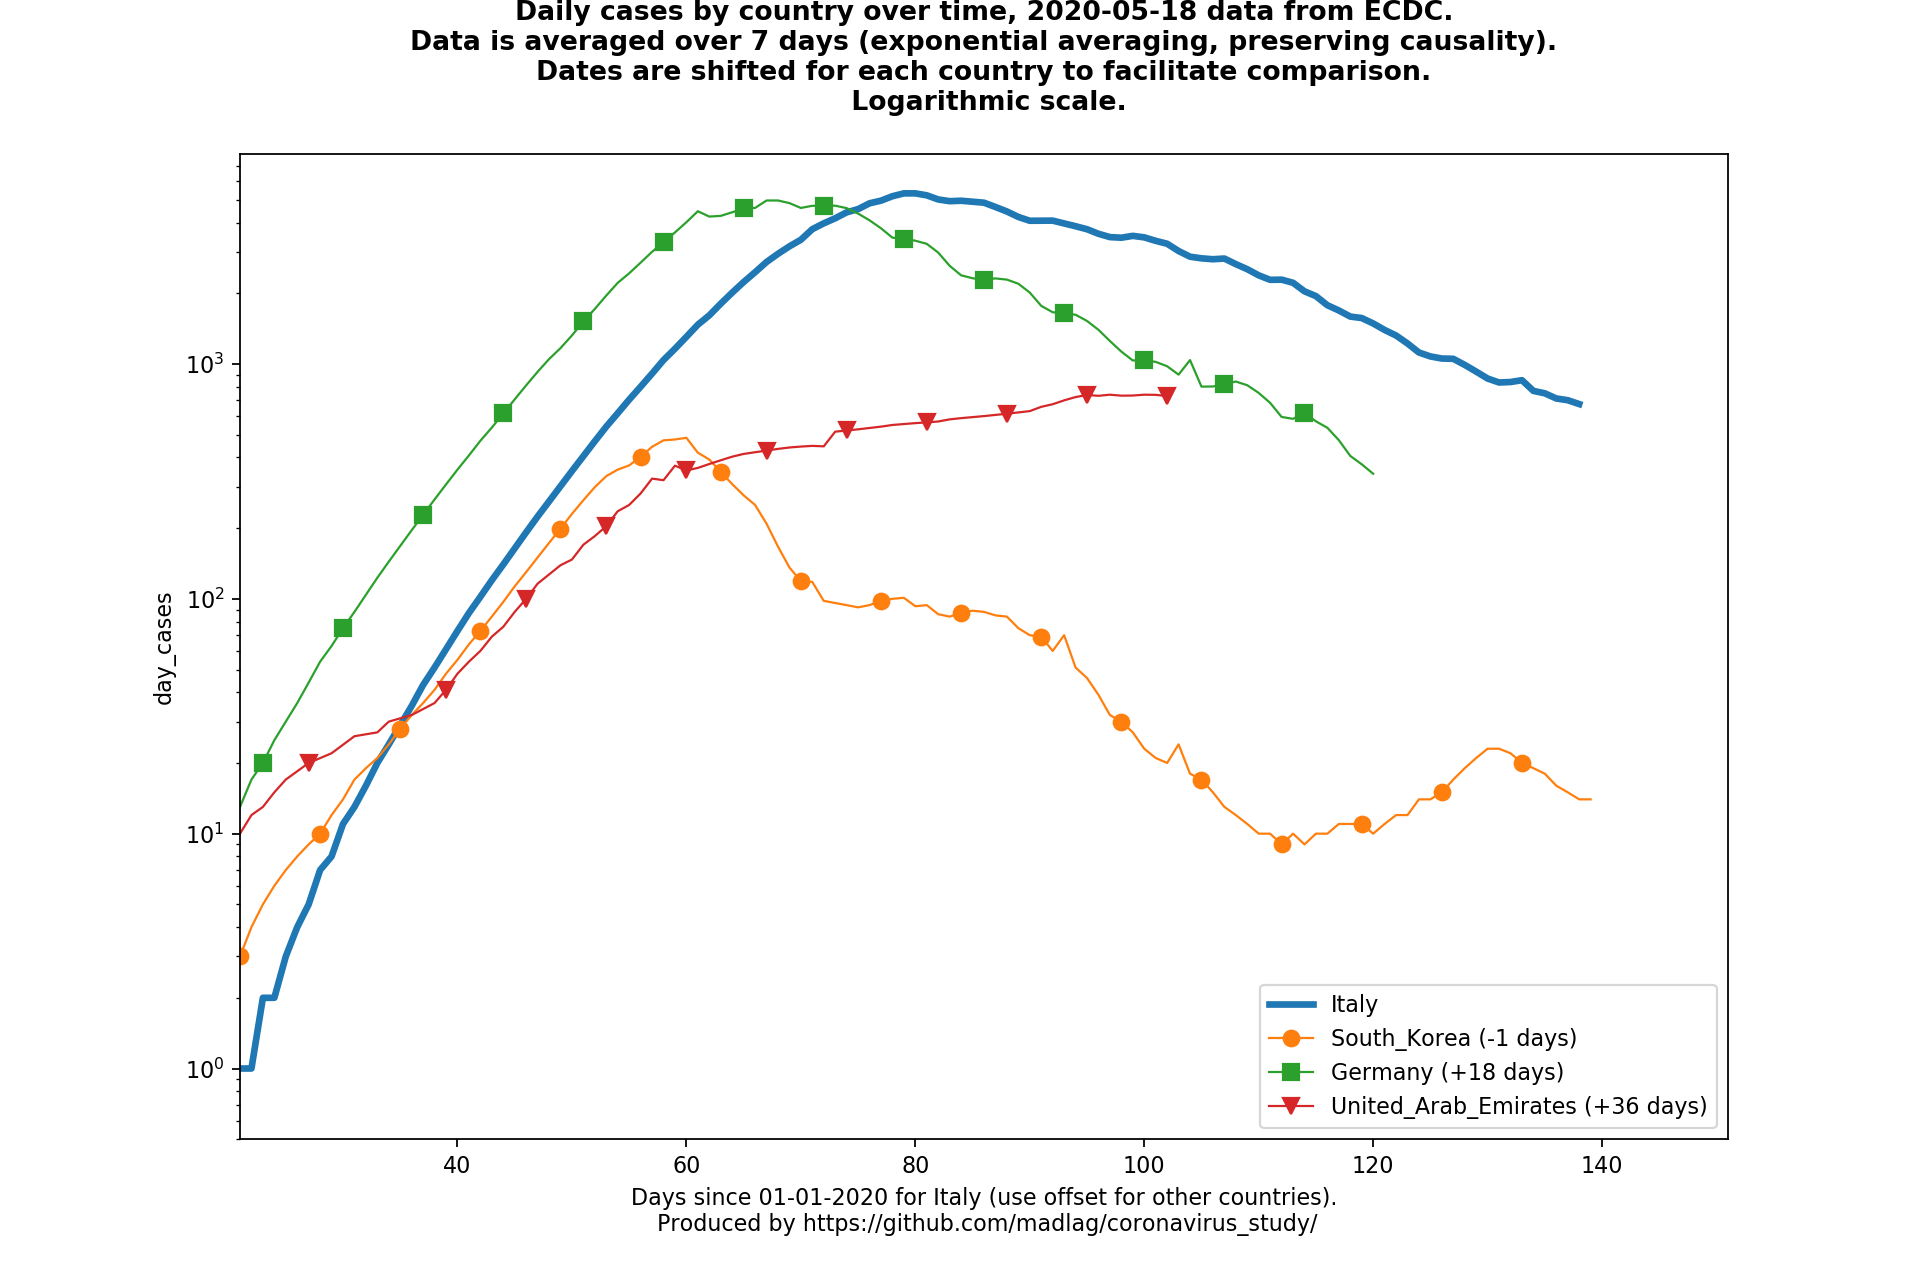 Daily cases by country over time, 2020-05-18 data from ECDC.
Data is averaged over 7 days (exponential averaging, preserving causality).
Dates are shifted for each country to facilitate comparison.
Logarithmic scale.
10³
10²
10¹
10⁰
day_cases
Italy
South_Korea (-1 days)
Germany (+18 days)
United_Arab_Emirates (+36 days)
40 60 80 100 120 140
Days since 01-01-2020 for Italy (use offset for other countries).
Produced by https://github.com/madlag/coronavirus_study/